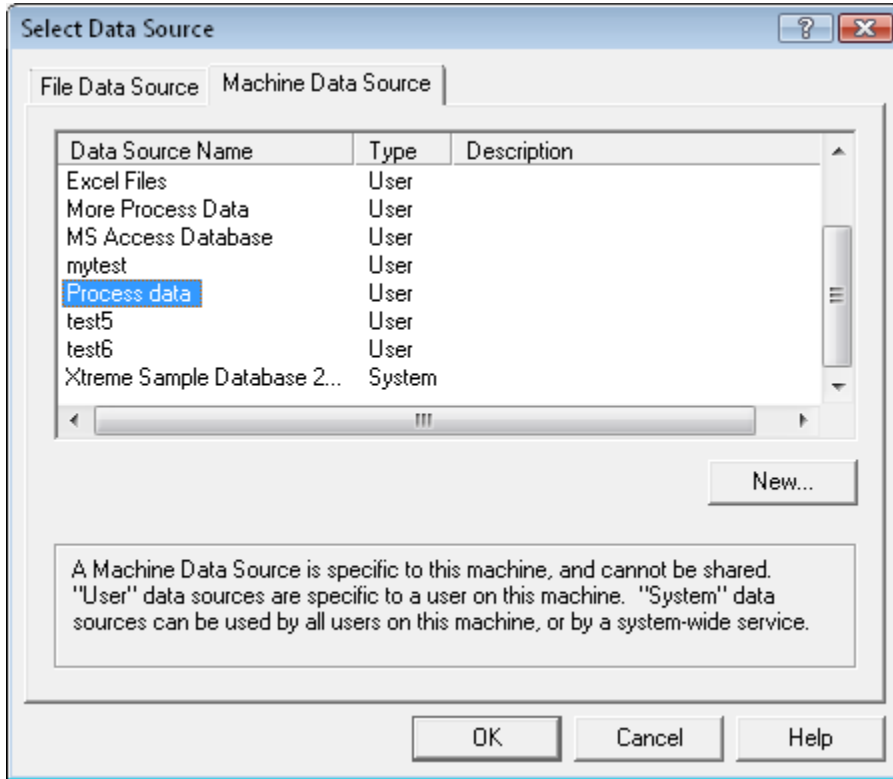 Select Data Source
File Data Source Machine Data Source
Data Source Name Type Description
Excel Files User
More Process Data User
MS Access Database User
mytest User
Process data User
test5 User
test6 User
Xtreme Sample Database 2... System
New...
A Machine Data Source is specific to this machine, and cannot be shared.
"User" data sources are specific to a user on this machine. "System" data
sources can be used by all users on this machine, or by a system-wide service.
OK Cancel Help